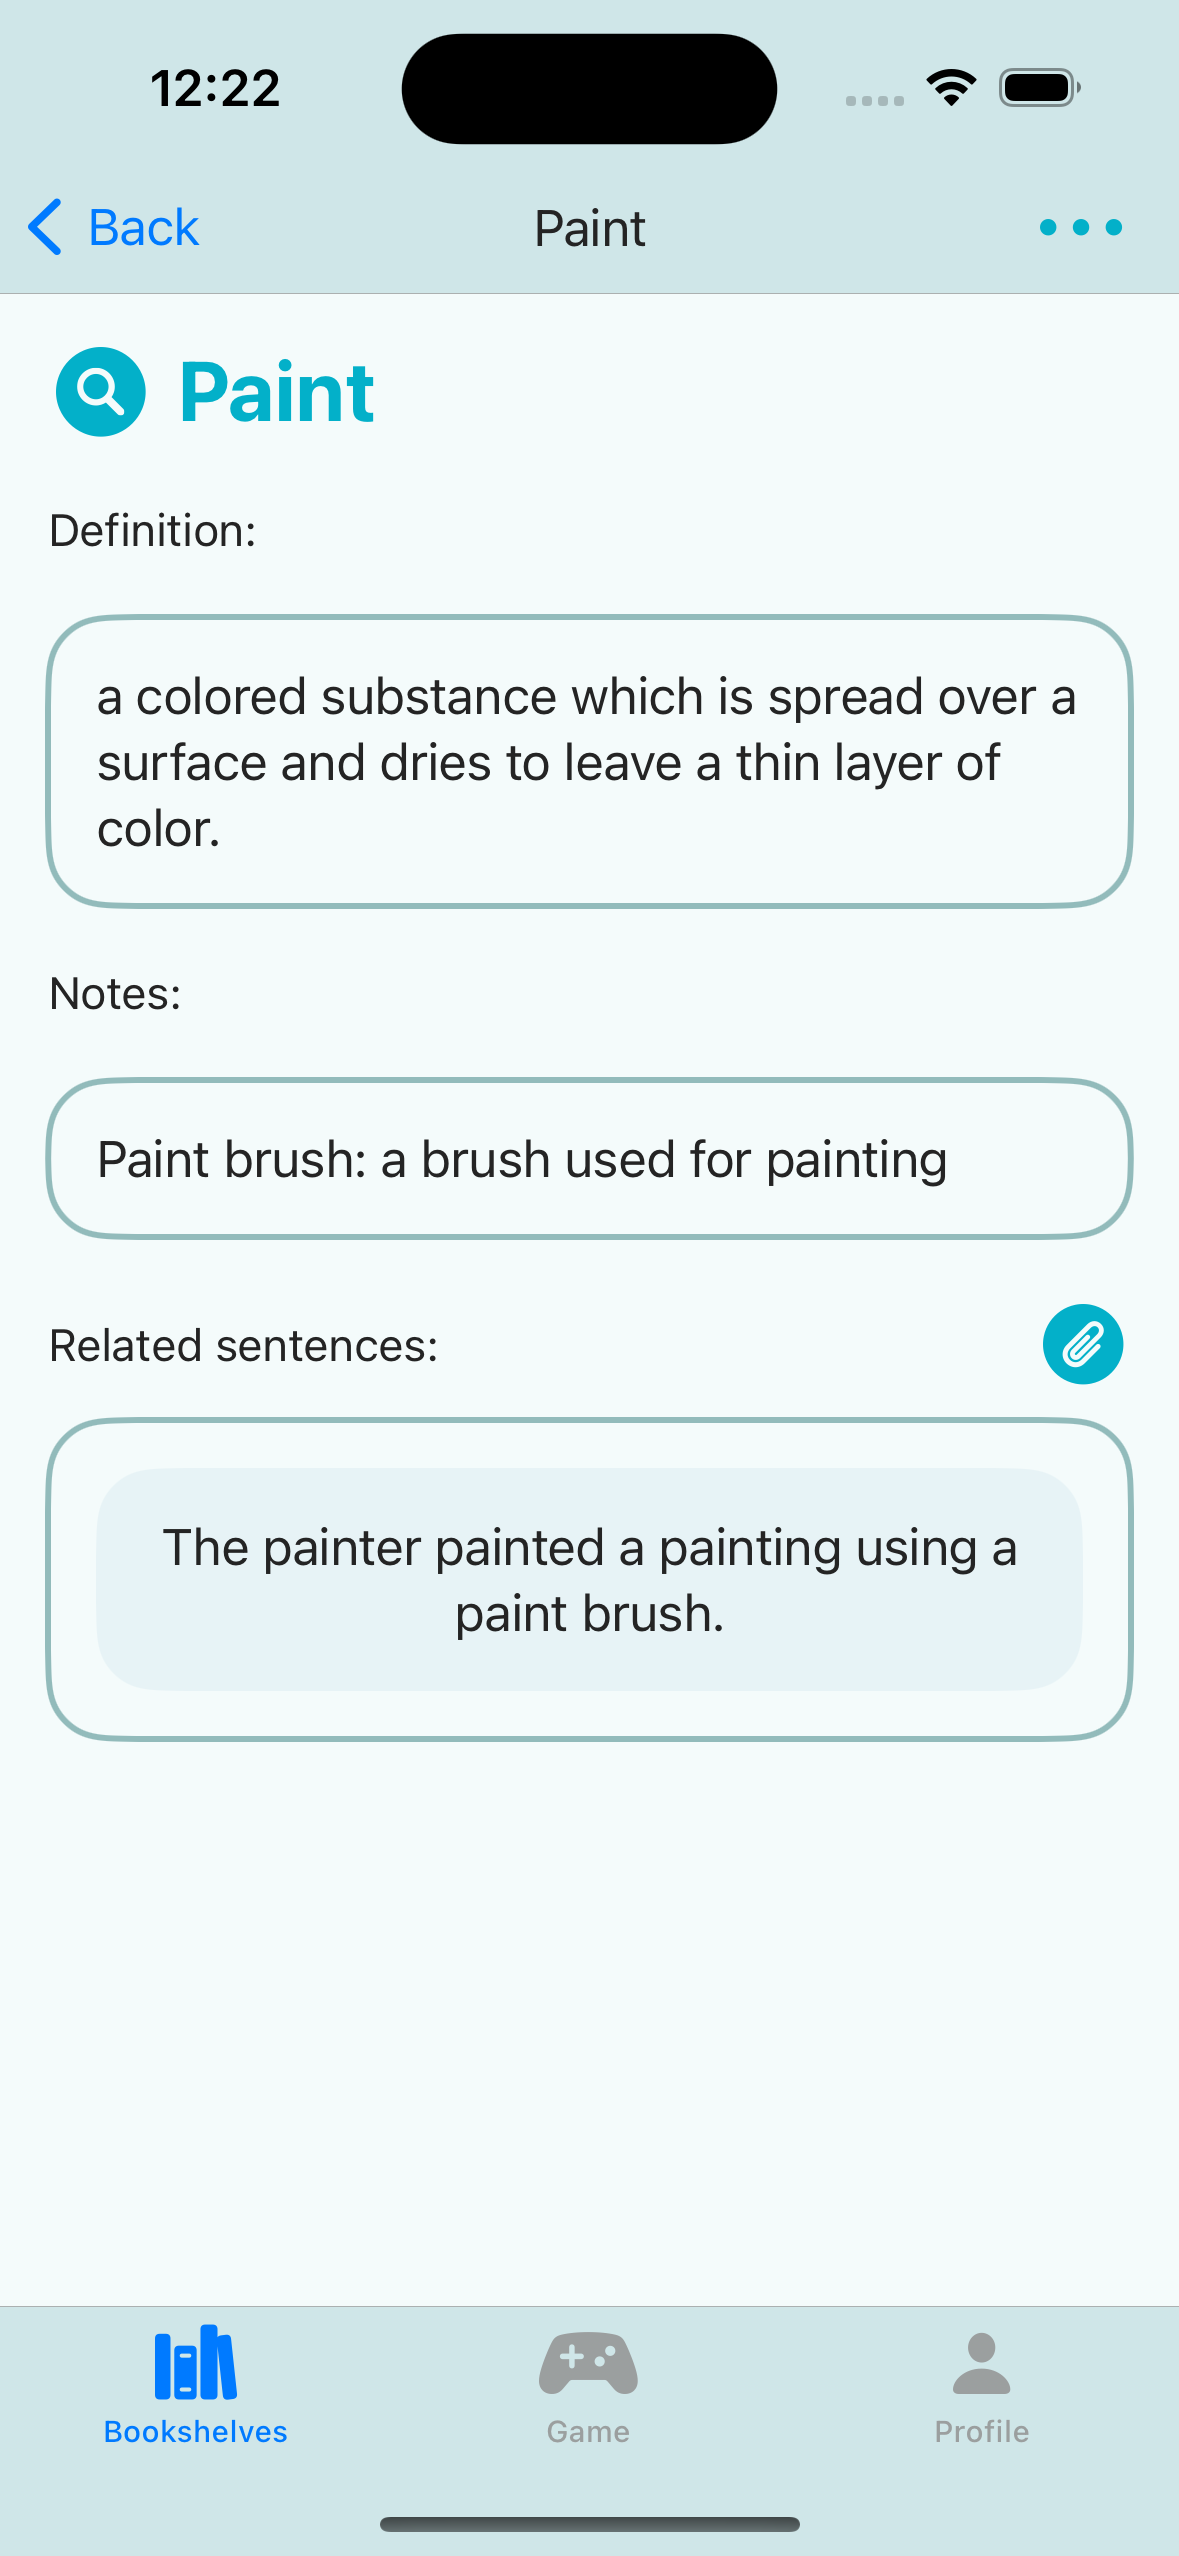 12:22
Back
Paint
Paint
Definition:
a colored substance which is spread over a
surface and dries to leave a thin layer of
color.
Notes:
Paint brush: a brush used for painting
Related sentences:
The painter painted a painting using a
paint brush.
Bookshelves
Game
Profile